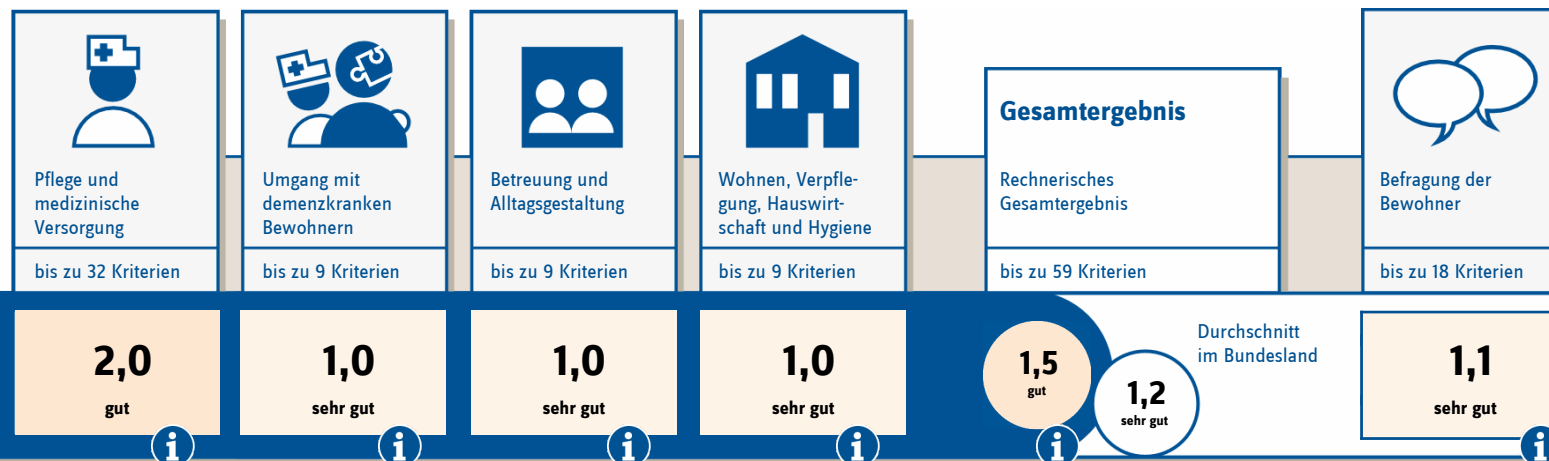 Pflege und
medizinische
Versorgung
bis zu 32 Kriterien
2,0
gut
i
Umgang mit
demenzkranken
Bewohnern
bis zu 9 Kriterien
1,0
sehr gut
i
Betreuung und
Alltagsgestaltung
bis zu 9 Kriterien
1,0
sehr gut
i
Wohnen, Verpfle-
gung, Hauswirt-
schaft und Hygiene
bis zu 9 Kriterien
1,0
sehr gut
i
Gesamtergebnis
Rechnerisches
Gesamtergebnis
bis zu 59 Kriterien
1,5
gut
i
1,2
sehr gut
Durchschnitt
im Bundesland
Befragung der
Bewohner
bis zu 18 Kriterien
1,1
sehr gut
i